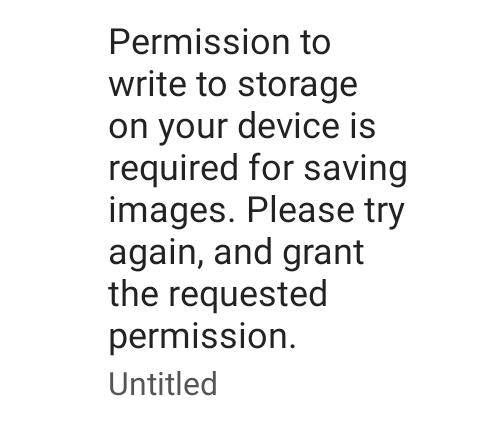 Permission to
write to storage
on your device is
required for saving
images. Please try
again, and grant
the requested
permission.
Untitled